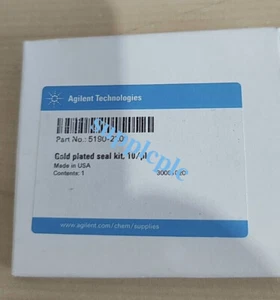 Agilent Technologies
Part No.: 5190-
Gold plated seal kit, 10/pk
Made in USA
Contents: 1
www.agilent.com/chem/supplies